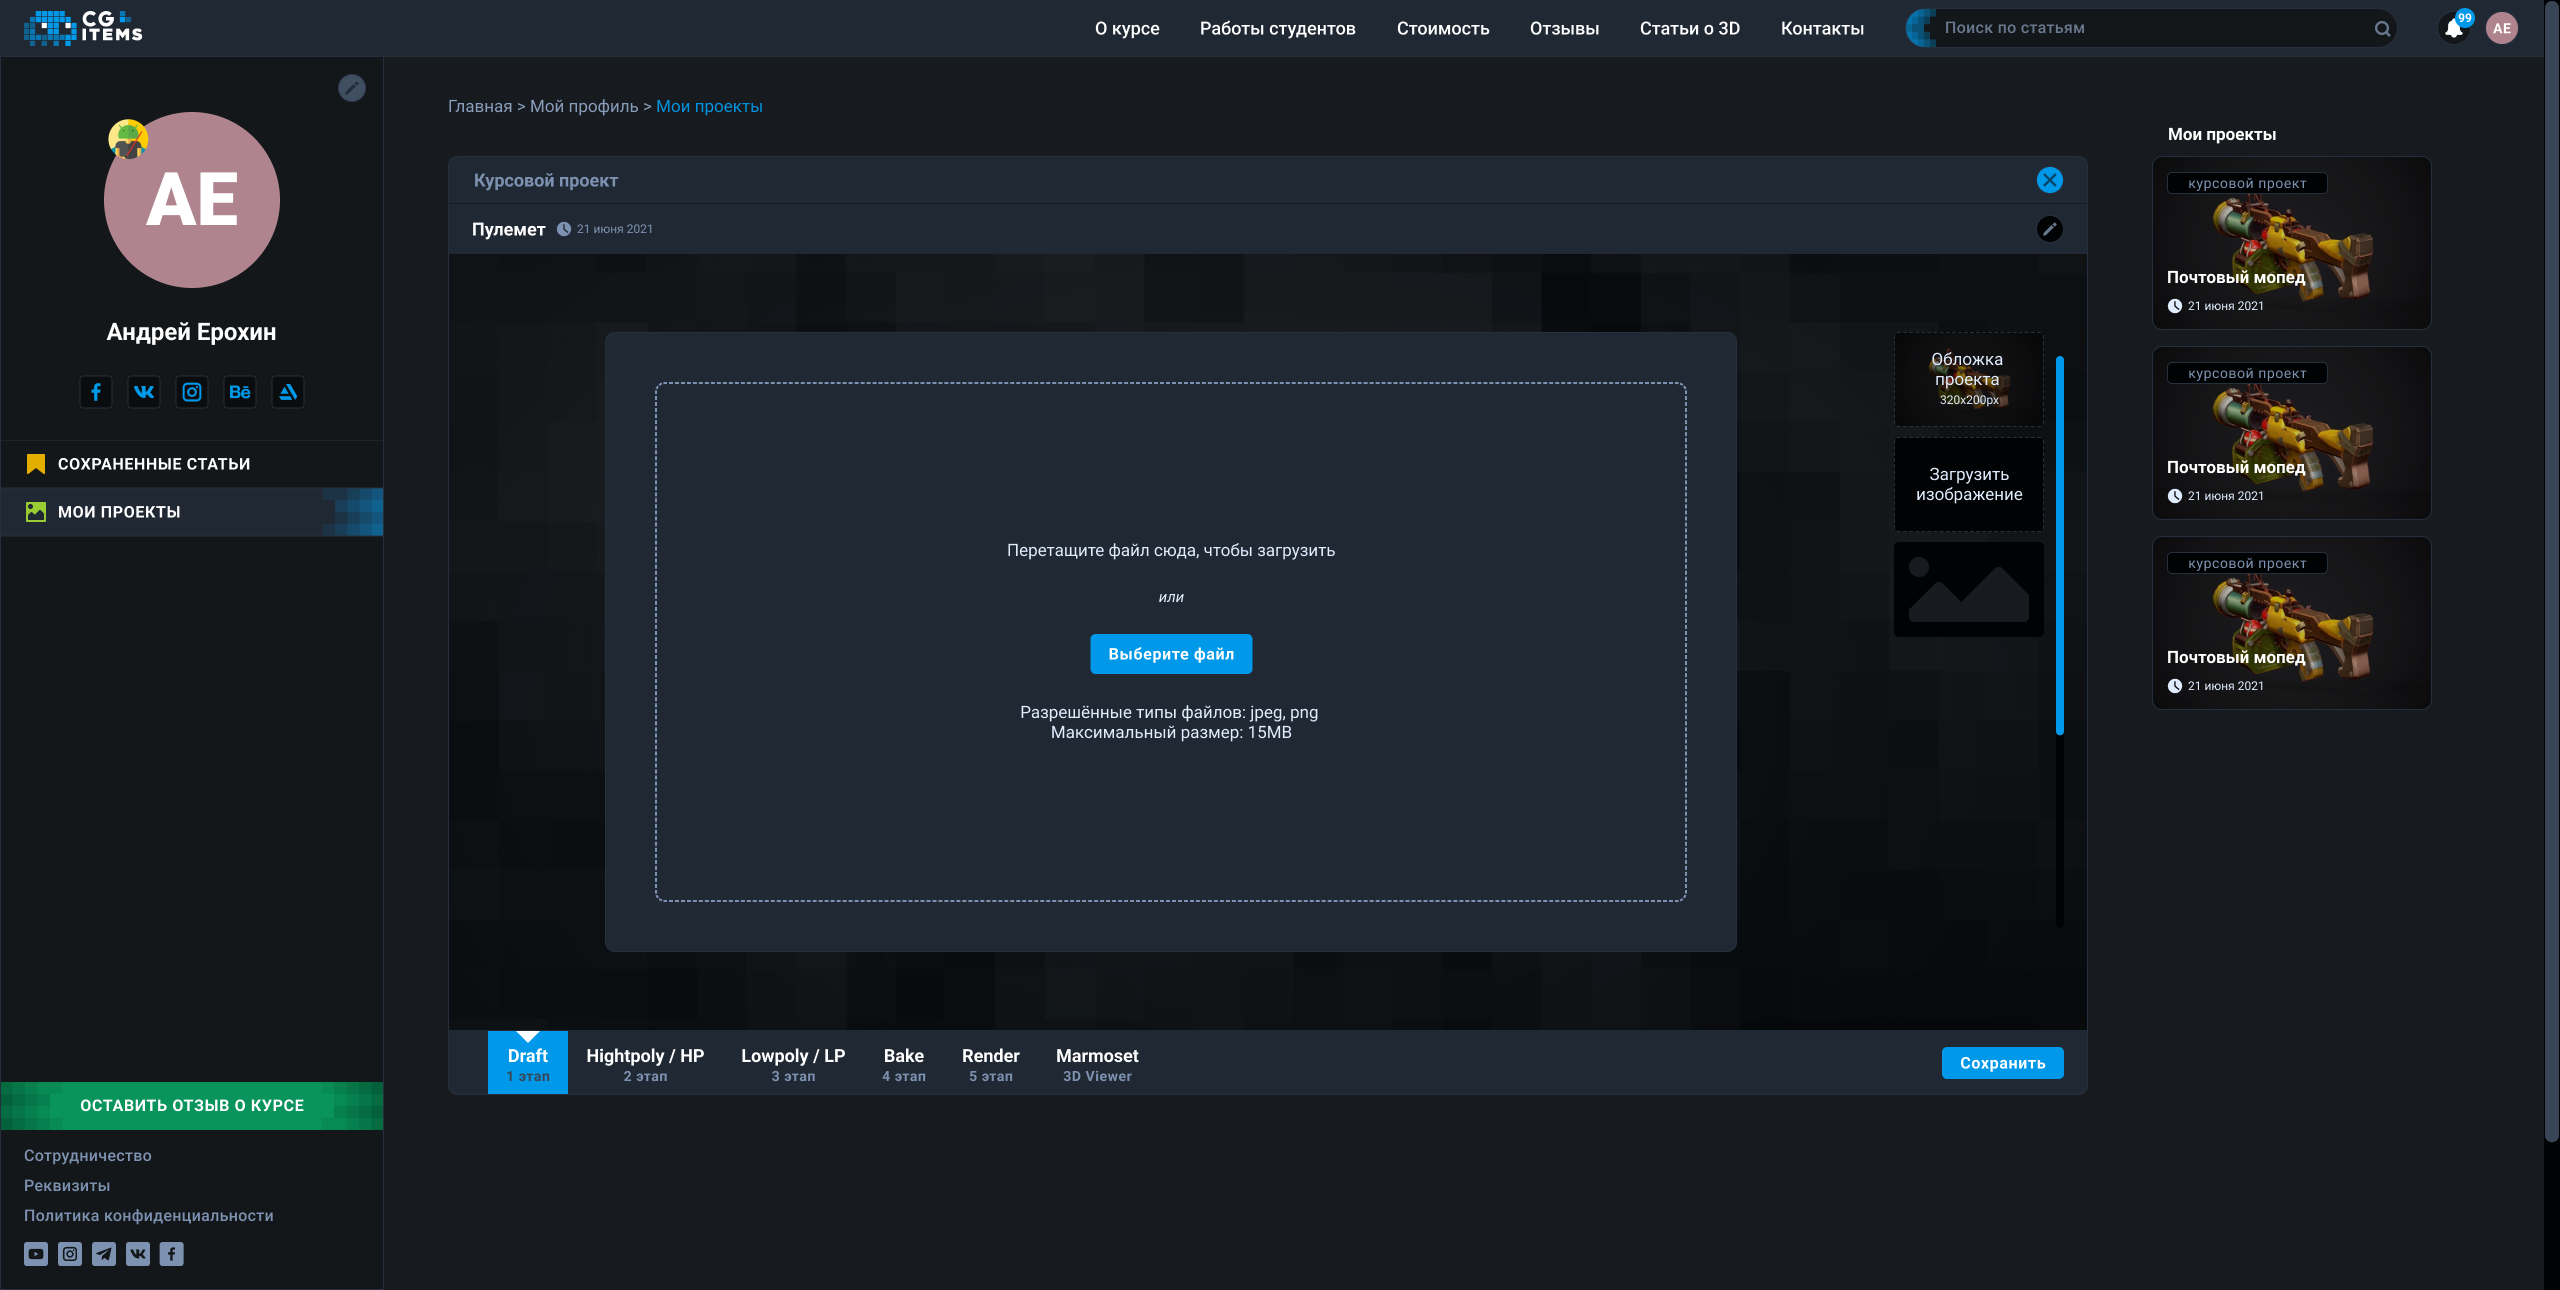 CG
ITEMS
О курсе
Работы студентов
Стоимость
Отзывы
Статьи о 3D
Контакты
Поиск по статьям
99
AE
AE
Андрей Ерохин
Bē
СОХРАНЕННЫЕ СТАТЬИ
МОИ ПРОЕКТЫ
ОСТАВИТЬ ОТЗЫВ О КУРСЕ
Сотрудничество
Реквизиты
Политика конфиденциальности
Главная > Мой профиль > Мои проекты
Курсовой проект
Пулемет
21 июня 2021
Перетащите файл сюда, чтобы загрузить
или
Выберите файл
Разрешённые типы файлов: jpeg, png
Максимальный размер: 15MB
Обложка
проекта
320x200px
Загрузить
изображение
Draft
1 этап
Hightpoly / HP
2 этап
Lowpoly / LP
3 этап
Bake
4 этап
Render
5 этап
Marmoset
3D Viewer
Сохранить
Мои проекты
курсовой проект
Почтовый мопед
21 июня 2021
курсовой проект
Почтовый мопед
21 июня 2021
курсовой проект
Почтовый мопед
21 июня 2021